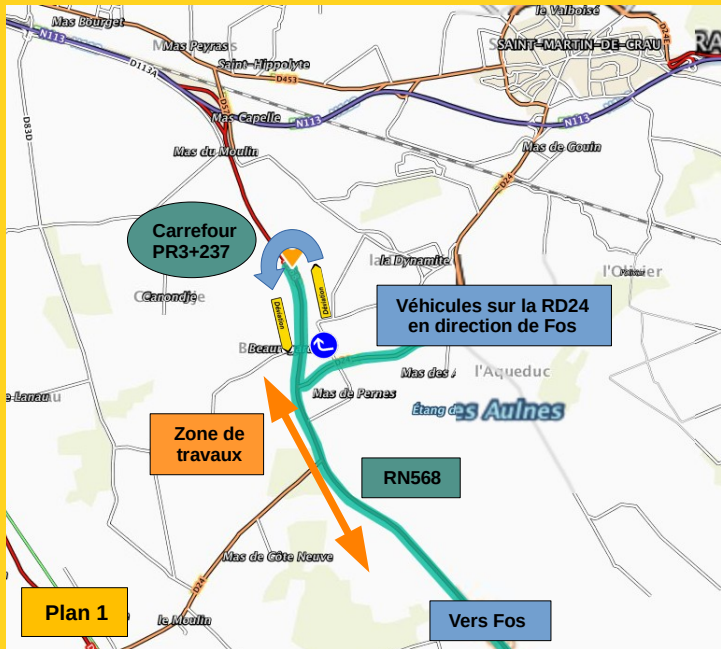 Mas Bourget
le Valboisé
D24E
N113
Mas Peyras
SAINT-MARTIN-DE-CRAU
RA
Saint-Hippolyte
D113A
D453
N113
D83D
Mas Capelle
N113
Mas de Gouin
Mas du Moulin
D24
Carrefour
PR3+237
la Dynamite
l'Olivier
Canondje
Déviation
Déviation
Véhicules sur la RD24
en direction de Fos
Mas des A
l'Aqueduc
Mas de Pernes
Étang d
es Aulnes
Zone de
travaux
RN568
Mas de Côte Neuve
D24
Plan 1
le Moulin
Vers Fos